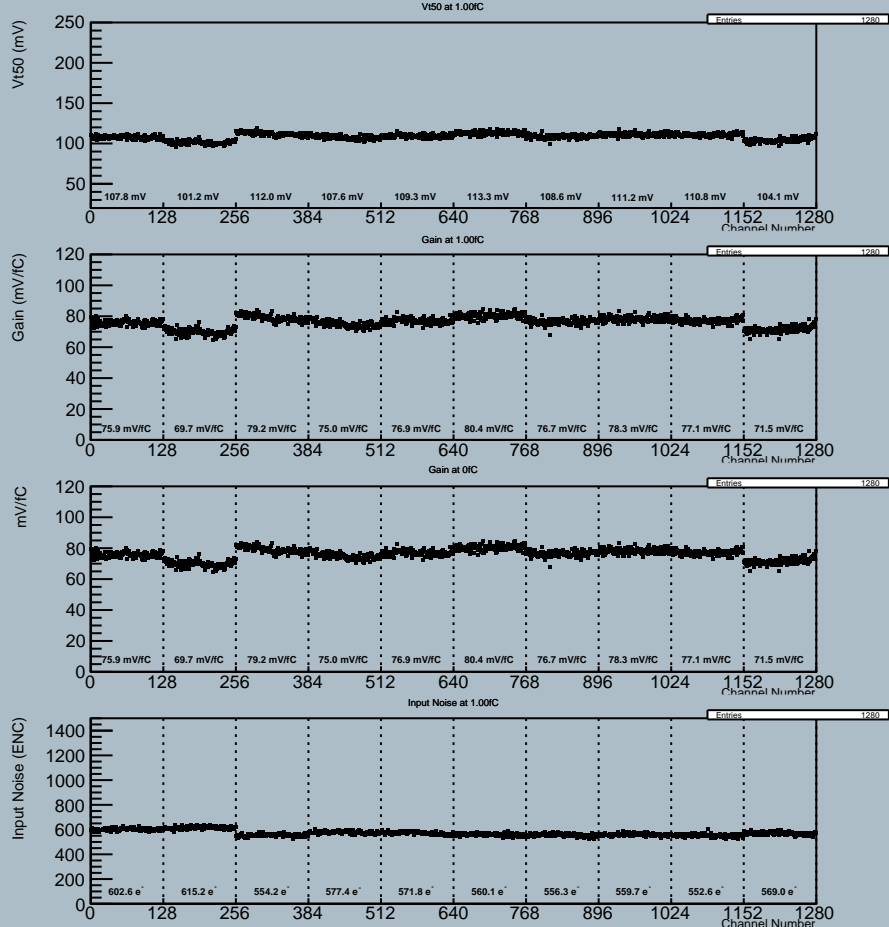 Vt50 at 1.00fC
Entries 1280
Vt50 (mV)
250
200
150
100
50
107.8 mV 101.2 mV 112.0 mV 107.6 mV 109.3 mV 113.3 mV 108.6 mV 111.2 mV 110.8 mV 104.1 mV
0 128 256 384 512 640 768 896 1024 1152 1280
Channel Number
Gain at 1.00fC
Entries 1280
Gain (mV/fC)
120
100
80
60
40
20
0
75.9 mV/fC 69.7 mV/fC 79.2 mV/fC 75.0 mV/fC 76.9 mV/fC 80.4 mV/fC 76.7 mV/fC 78.3 mV/fC 77.1 mV/fC 71.5 mV/fC
0 128 256 384 512 640 768 896 1024 1152 1280
Channel Number
Gain at 0fC
Entries 1280
mV/fC
120
100
80
60
40
20
0
75.9 mV/fC 69.7 mV/fC 79.2 mV/fC 75.0 mV/fC 76.9 mV/fC 80.4 mV/fC 76.7 mV/fC 78.3 mV/fC 77.1 mV/fC 71.5 mV/fC
0 128 256 384 512 640 768 896 1024 1152 1280
Channel Number
Input Noise at 1.00fC
Entries 1280
Input Noise (ENC)
1400
1200
1000
800
600
400
200
0
602.6 e⁻ 615.2 e⁻ 554.2 e⁻ 577.4 e⁻ 571.8 e⁻ 560.1 e⁻ 556.3 e⁻ 559.7 e⁻ 552.6 e⁻ 569.0 e⁻
0 128 256 384 512 640 768 896 1024 1152 1280
Channel Number